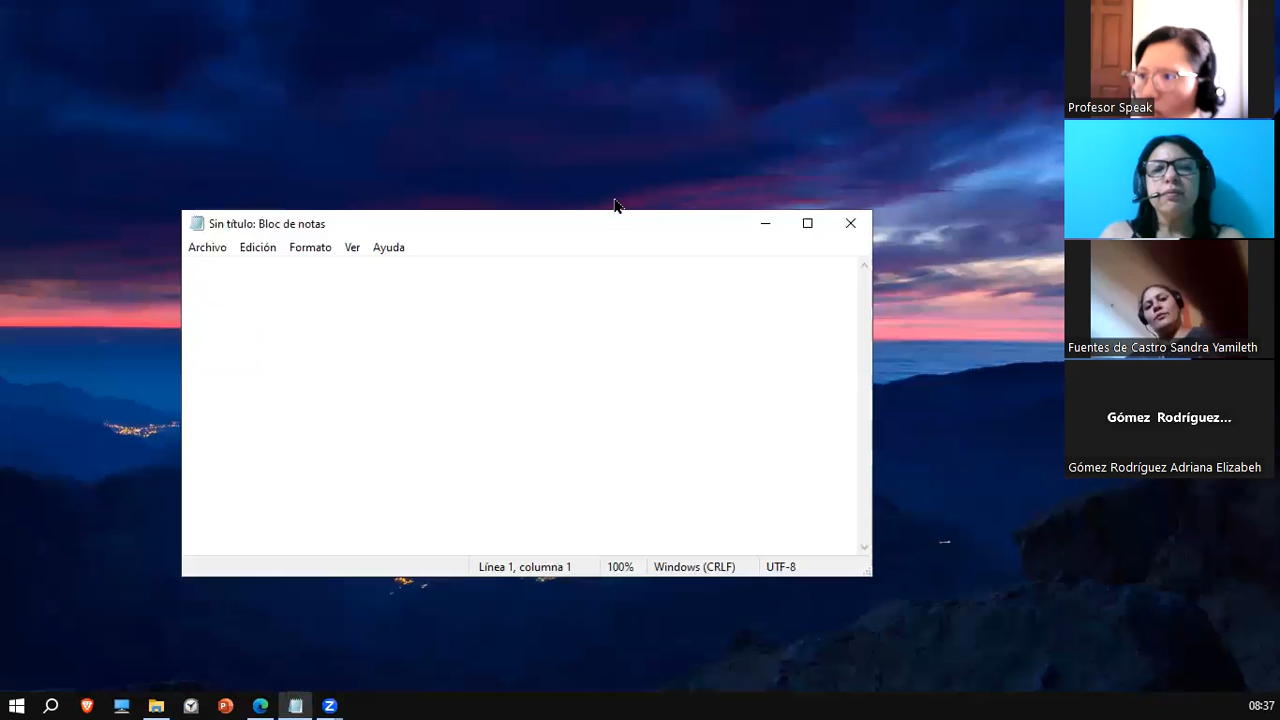 Profesor Speak
Sin título: Bloc de notas
Archivo Edición Formato Ver Ayuda
Fuentes de Castro Sandra Yamileth
Gómez Rodríguez...
Gómez Rodríguez Adriana Elizabeh
Línea 1, columna 1 100% Windows (CRLF) UTF-8
08:37